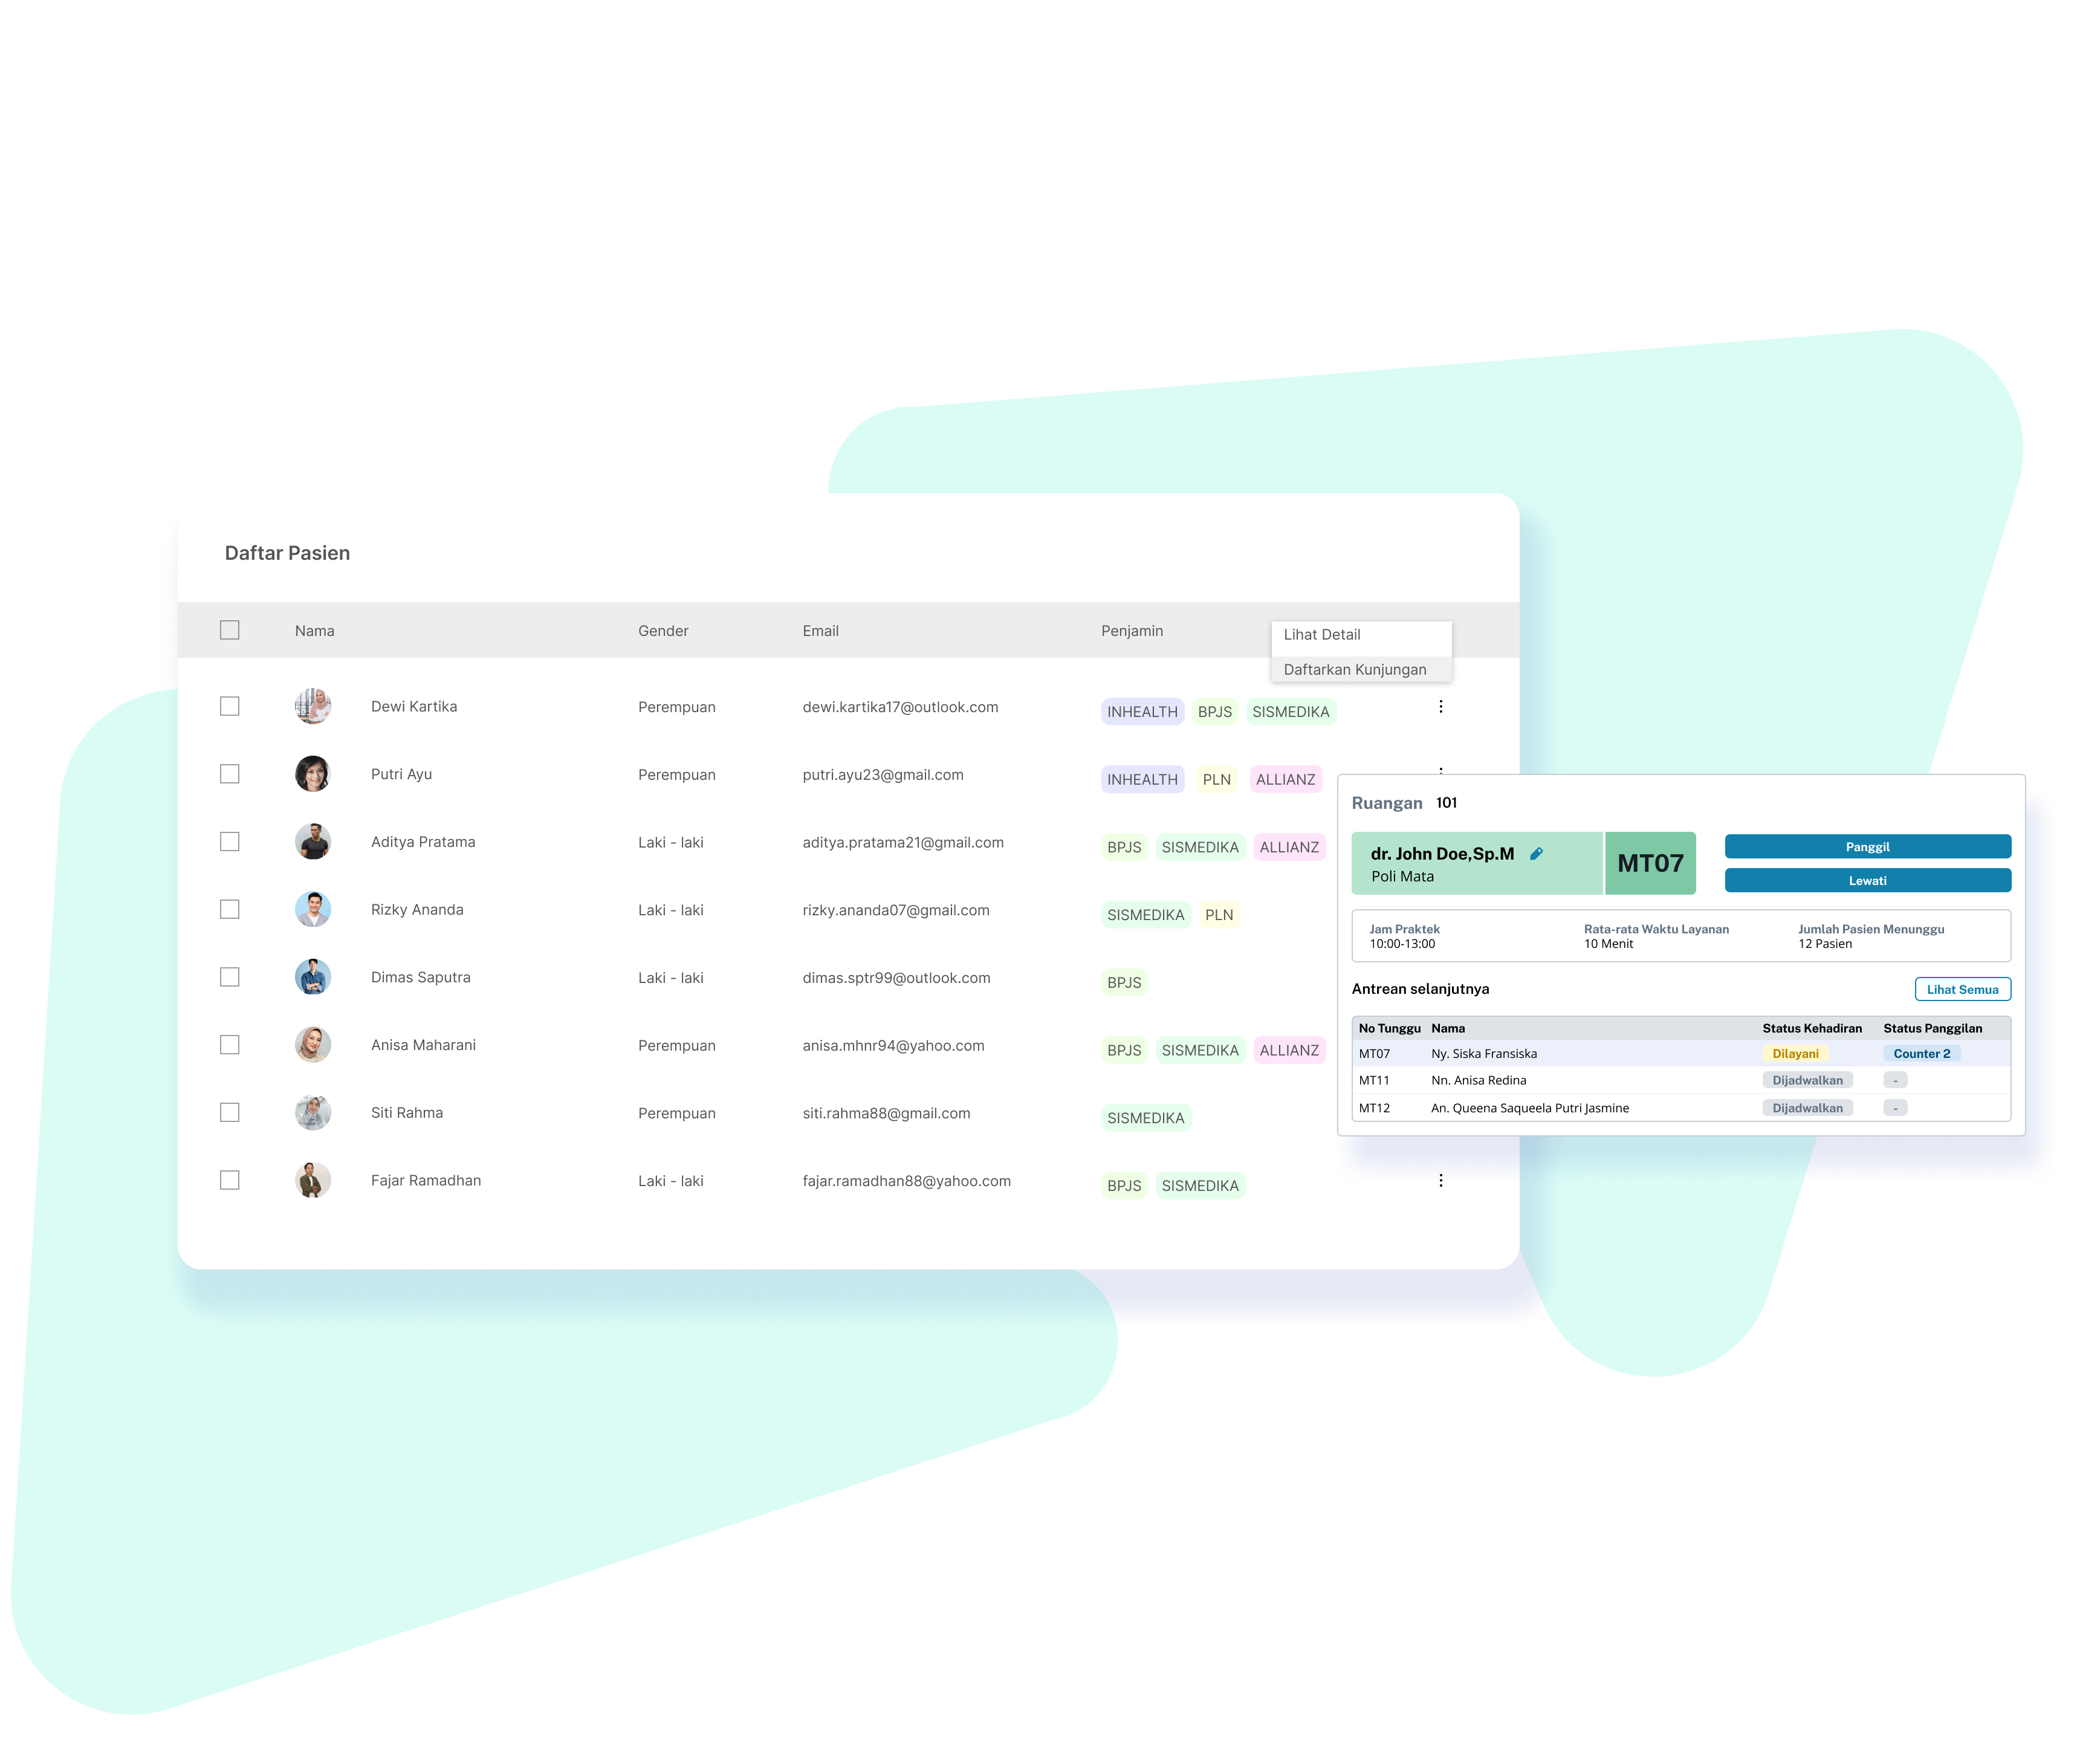 Daftar Pasien
Nama Gender Email Penjamin
Lihat Detail
Daftarkan Kunjungan
Dewi Kartika Perempuan dewi.kartika17@outlook.com INHEALTH BPJS SISMEDIKA
Putri Ayu Perempuan putri.ayu23@gmail.com INHEALTH PLN ALLIANZ
Aditya Pratama Laki - laki aditya.pratama21@gmail.com BPJS SISMEDIKA ALLIANZ
Rizky Ananda Laki - laki rizky.ananda07@gmail.com SISMEDIKA PLN
Dimas Saputra Laki - laki dimas.sptr99@outlook.com BPJS
Anisa Maharani Perempuan anisa.mhnr94@yahoo.com BPJS SISMEDIKA ALLIANZ
Siti Rahma Perempuan siti.rahma88@gmail.com SISMEDIKA
Fajar Ramadhan Laki - laki fajar.ramadhan88@yahoo.com BPJS SISMEDIKA
Ruangan 101
dr. John Doe,Sp.M
Poli Mata
MT07
Panggil
Lewati
Jam Praktek Rata-rata Waktu Layanan Jumlah Pasien Menunggu
10:00-13:00 10 Menit 12 Pasien
Antrean selanjutnya Lihat Semua
No Tunggu Nama Status Kehadiran Status Panggilan
MT07 Ny. Siska Fransiska Dilayani Counter 2
MT11 Nn. Anisa Redina Dijadwalkan -
MT12 An. Queena Saqueela Putri Jasmine Dijadwalkan -